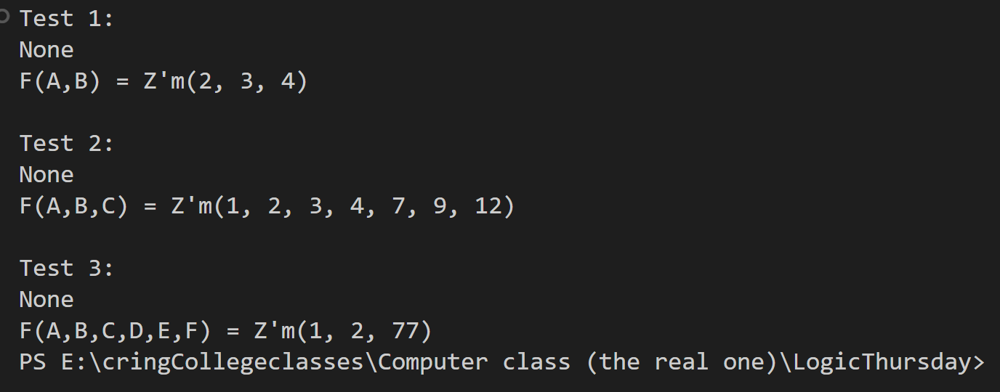 Test 1:
None
F(A,B) = Z'm(2, 3, 4)
Test 2:
None
F(A,B,C) = Z'm(1, 2, 3, 4, 7, 9, 12)
Test 3:
None
F(A,B,C,D,E,F) = Z'm(1, 2, 77)
PS E:\cringCollegeclasses\Computer class (the real one)\LogicThursday>